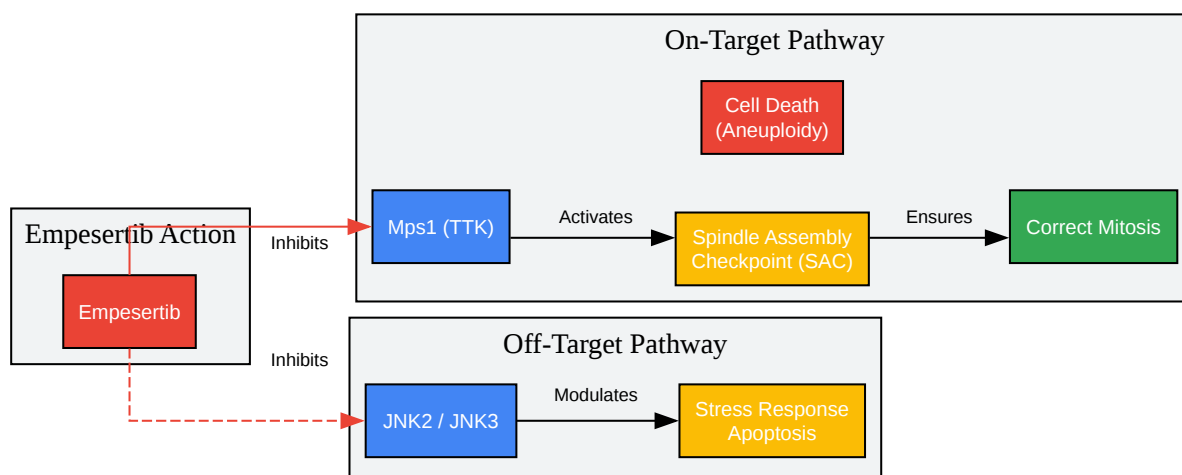 On-Target Pathway
Cell Death
(Aneuploidy)
Mps1 (TTK)
Activates
Spindle Assembly
Checkpoint (SAC)
Ensures
Correct Mitosis
Empesertib Action
Inhibits
Empesertib
Inhibits
Off-Target Pathway
JNK2 / JNK3
Modulates
Stress Response
Apoptosis